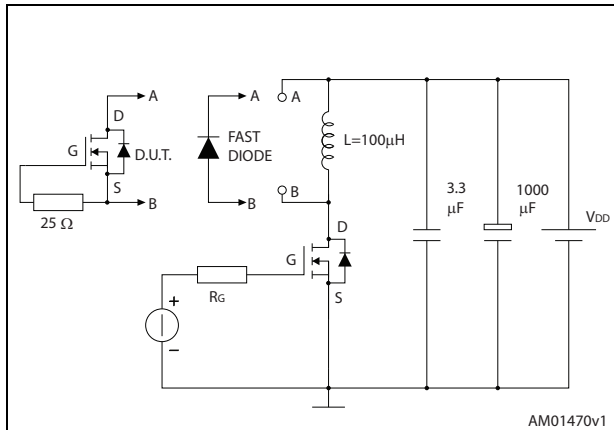 A
D
G
D.U.T.
S
B
25 Ω
A
FAST
DIODE
B
A
L=100μH
B
D
G
S
RG
+
–
3.3
μF
1000
μF
VDD
AM01470v1